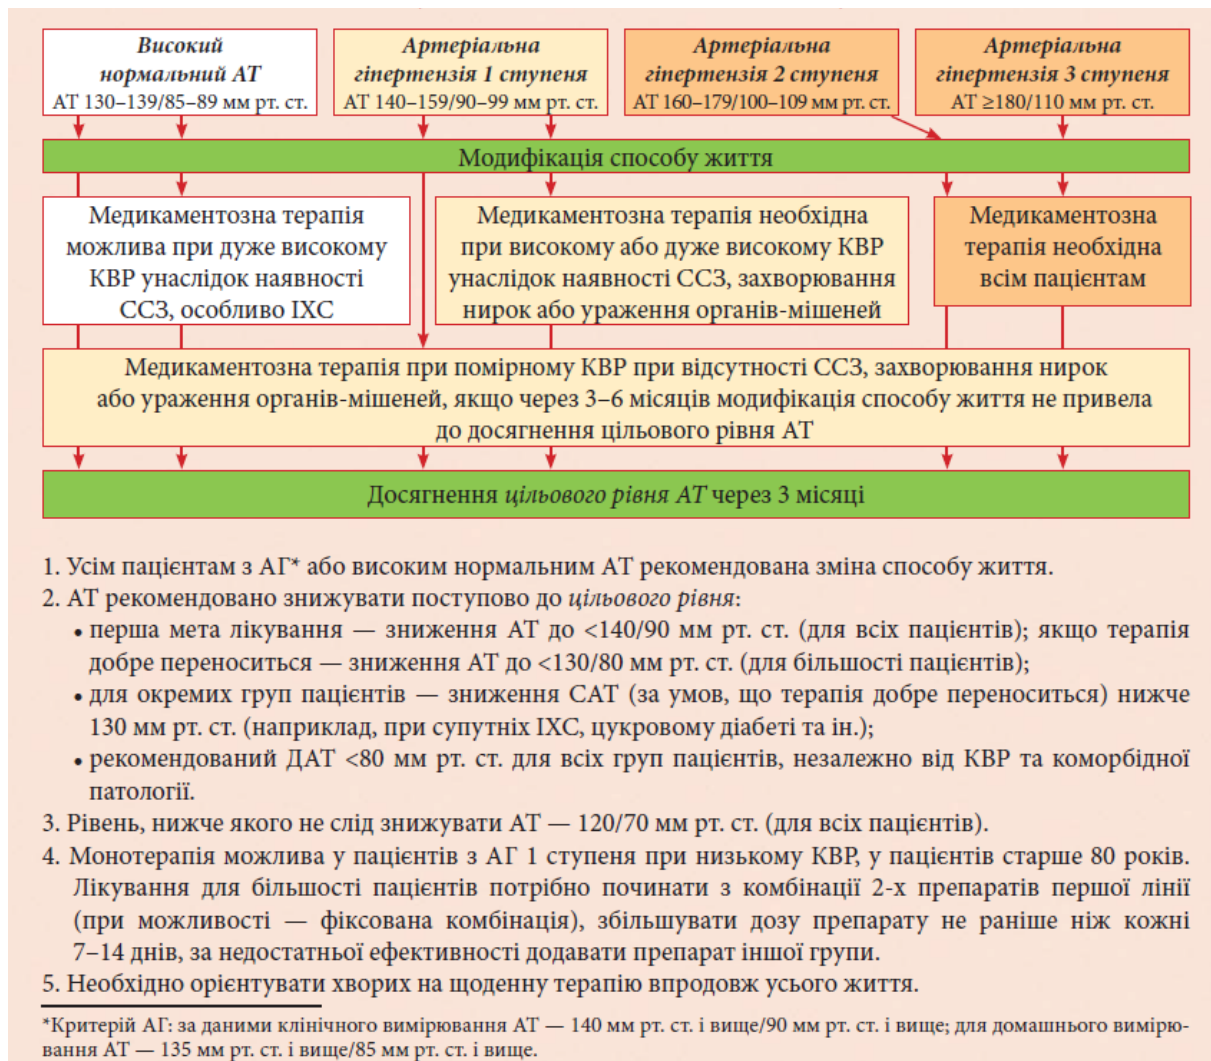 Високий
нормальний АТ
АТ 130–139/85–89 мм рт. ст.
Артеріальна
гіпертензія 1 ступеня
АТ 140–159/90–99 мм рт. ст.
Артеріальна
гіпертензія 2 ступеня
АТ 160–179/100–109 мм рт. ст.
Артеріальна
гіпертензія 3 ступеня
АТ ≥180/110 мм рт. ст.
Модифікація способу життя
Медикаментозна терапія
можлива при дуже високому
КВР унаслідок наявності
ССЗ, особливо ІХС
Медикаментозна терапія необхідна
при високому або дуже високому КВР
унаслідок наявності ССЗ, захворювання
нирок або ураження органів-мішеней
Медикаментозна
терапія необхідна
всім пацієнтам
Медикаментозна терапія при помірному КВР при відсутності ССЗ, захворювання нирок
або ураження органів-мішеней, якщо через 3–6 місяців модифікація способу життя не привела
до досягнення цільового рівня АТ
Досягнення цільового рівня АТ через 3 місяці
1. Усім пацієнтам з АГ* або високим нормальним АТ рекомендована зміна способу життя.
2. АТ рекомендовано знижувати поступово до цільового рівня:
• перша мета лікування — зниження АТ до <140/90 мм рт. ст. (для всіх пацієнтів); якщо терапія
добре переноситься — зниження АТ до <130/80 мм рт. ст. (для більшості пацієнтів);
• для окремих груп пацієнтів — зниження САТ (за умов, що терапія добре переноситься) нижче
130 мм рт. ст. (наприклад, при супутніх ІХС, цукровому діабеті та ін.);
• рекомендований ДАТ <80 мм рт. ст. для всіх груп пацієнтів, незалежно від КВР та коморбідної
патології.
3. Рівень, нижче якого не слід знижувати АТ — 120/70 мм рт. ст. (для всіх пацієнтів).
4. Монотерапія можлива у пацієнтів з АГ 1 ступеня при низькому КВР, у пацієнтів старше 80 років.
Лікування для більшості пацієнтів потрібно починати з комбінації 2-х препаратів першої лінії
(при можливості — фіксована комбінація), збільшувати дозу препарату не раніше ніж кожні
7–14 днів, за недостатньої ефективності додавати препарат іншої групи.
5. Необхідно орієнтувати хворих на щоденну терапію впродовж усього життя.
*Критерій АГ: за даними клінічного вимірювання АТ — 140 мм рт. ст. і вище/90 мм рт. ст. і вище; для домашнього вимірю-
вання АТ — 135 мм рт. ст. і вище/85 мм рт. ст. і вище.